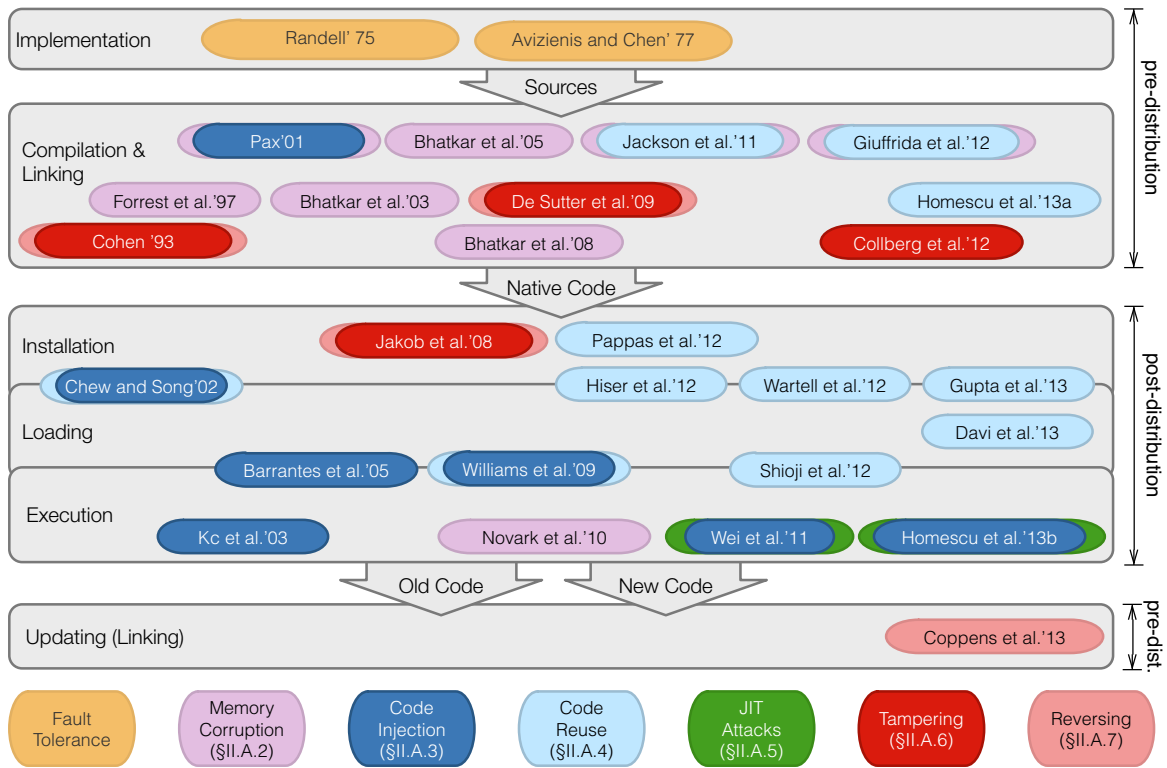 Implementation
Randell' 75
Avizienis and Chen' 77
Sources
pre-distribution
Compilation &
Linking
Pax'01
Bhatkar et al.'05
Jackson et al.'11
Giuffrida et al.'12
Forrest et al.'97
Bhatkar et al.'03
De Sutter et al.'09
Homescu et al.'13a
Cohen '93
Bhatkar et al.'08
Collberg et al.'12
Native Code
post-distribution
Installation
Jakob et al.'08
Pappas et al.'12
Chew and Song'02
Hiser et al.'12
Wartell et al.'12
Gupta et al.'13
Loading
Davi et al.'13
Barrantes et al.'05
Williams et al.'09
Shioji et al.'12
Execution
Kc et al.'03
Novark et al.'10
Wei et al.'11
Homescu et al.'13b
Old Code
New Code
Updating (Linking)
Coppens et al.'13
pre-dist.
Fault
Tolerance
Memory
Corruption
(§II.A.2)
Code
Injection
(§II.A.3)
Code
Reuse
(§II.A.4)
JIT
Attacks
(§II.A.5)
Tampering
(§II.A.6)
Reversing
(§II.A.7)